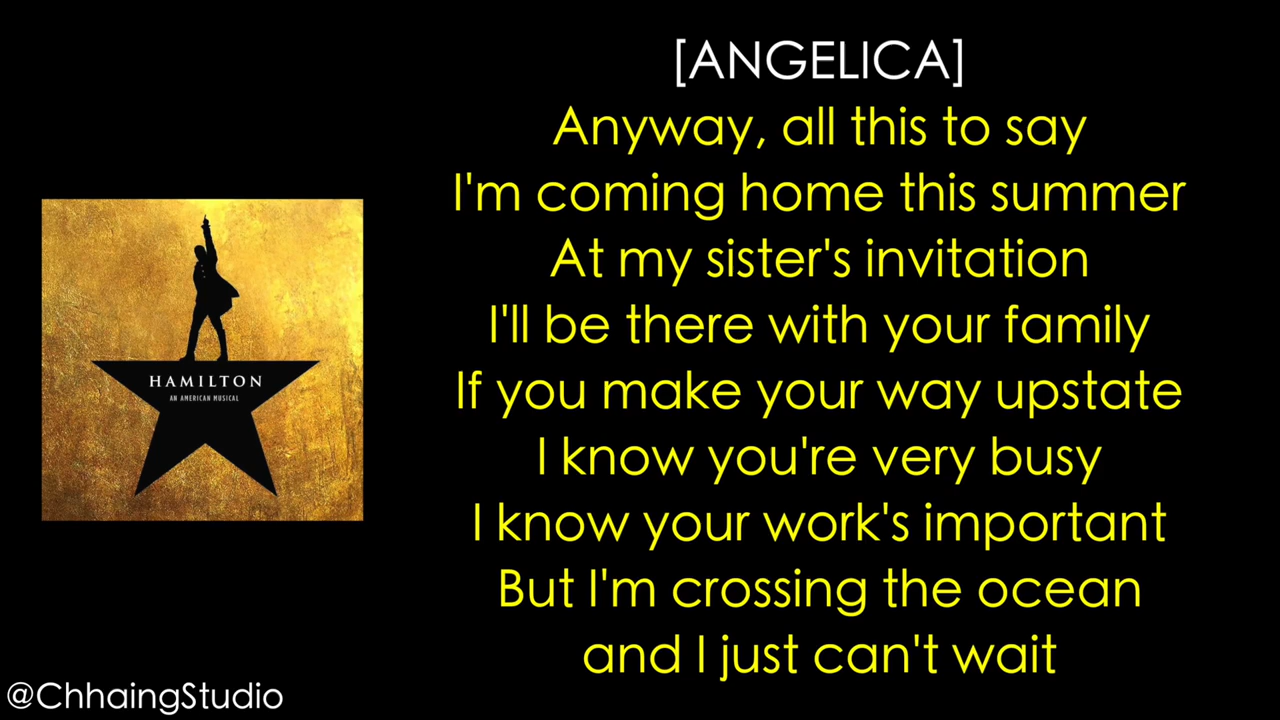 [ANGELICA]
Anyway, all this to say
I'm coming home this summer
At my sister's invitation
I'll be there with your family
If you make your way upstate
I know you're very busy
I know your work's important
But I'm crossing the ocean
and I just can't wait
HAMILTON
AN AMERICAN MUSICAL
@ChhaingStudio